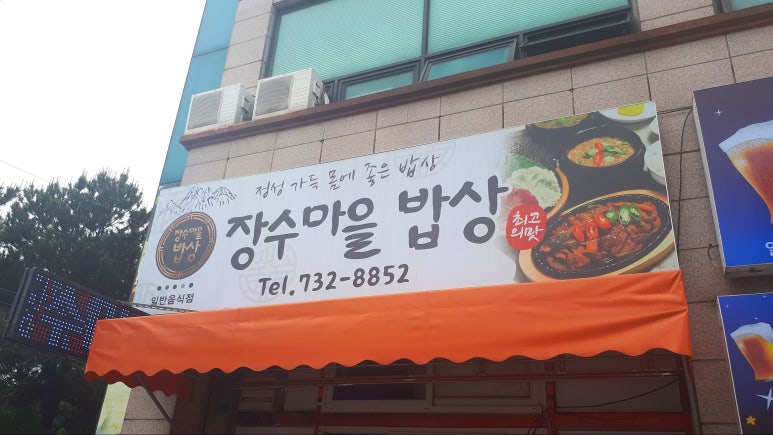 정성 가득 몸에 좋은 밥상
장수마을 밥상
장수마을
밥상
일반음식점
최고
의맛
Tel.732-8852